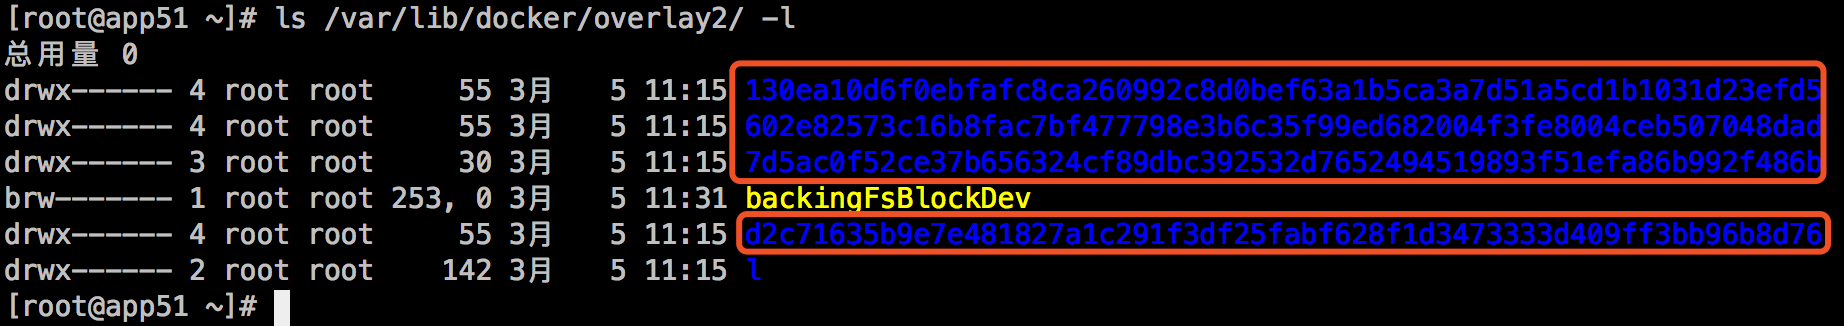 [root@app51 ~]# ls /var/lib/docker/overlay2/ -l
总用量 0
drwx------ 4 root root     55 3月   5 11:15 130ea10d6f0ebfafc8ca260992c8d0bef63a1b5ca3a7d51a5cd1b1031d23efd5
drwx------ 4 root root     55 3月   5 11:15 602e82573c16b8fac7bf477798e3b6c35f99ed682004f3fe8004ceb507048dad
drwx------ 3 root root     30 3月   5 11:15 7d5ac0f52ce37b656324cf89dbc392532d7652494519893f51efa86b992f486b
brw------- 1 root root 253, 0 3月   5 11:31 backingFsBlockDev
drwx------ 4 root root     55 3月   5 11:15 d2c71635b9e7e481827a1c291f3df25fabf628f1d3473333d409ff3bb96b8d76
drwx------ 2 root root    142 3月   5 11:15 l
[root@app51 ~]#